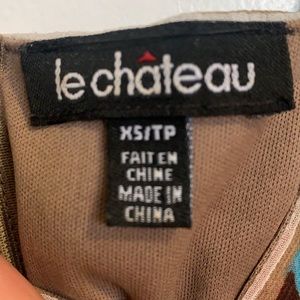 le château
XS/TP
FAIT EN
CHINE
MADE IN
CHINA